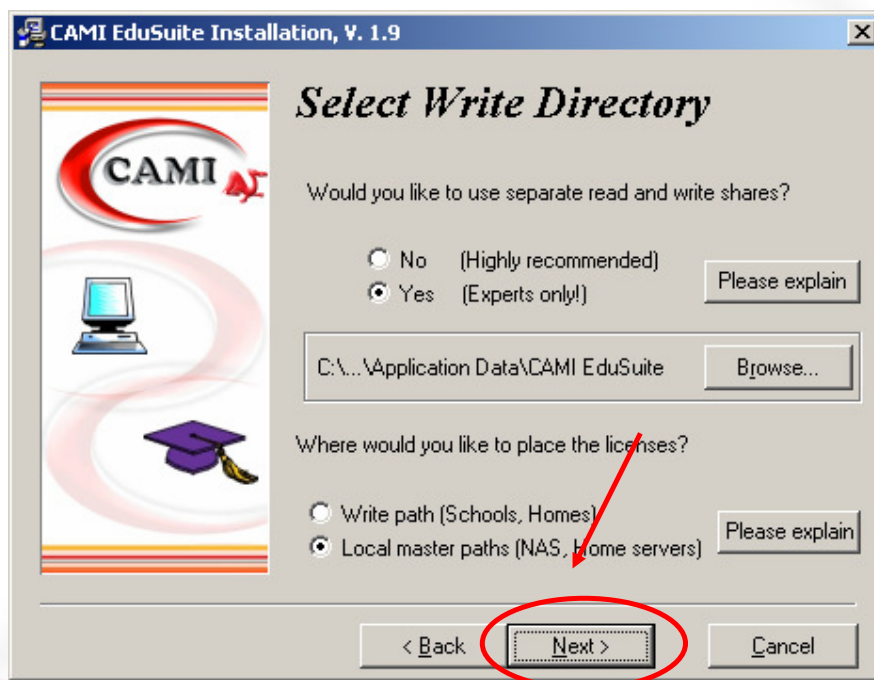 CAMI EduSuite Installation, V. 1.9
Select Write Directory
CAMI
Would you like to use separate read and write shares?
No (Highly recommended)
Yes (Experts only!)
Please explain
C:\...\Application Data\CAMI EduSuite
Browse...
Where would you like to place the licenses?
Write path (Schools, Homes)
Local master paths (NAS, Home servers)
Please explain
< Back
Next >
Cancel